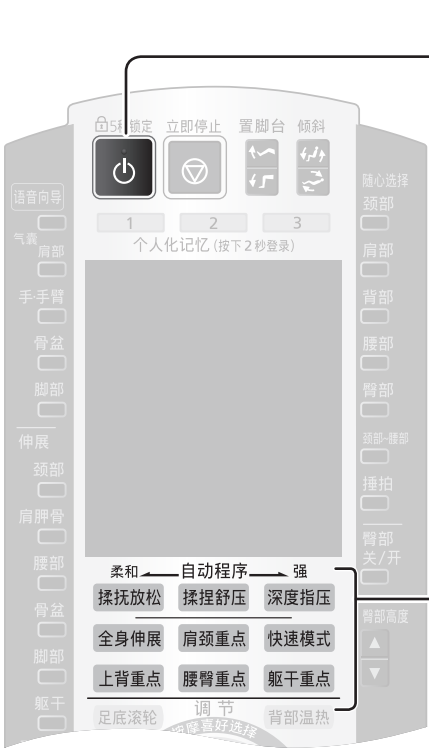 5秒锁定 立即停止 置脚台 倾斜
语音向导
1 2 3
个人化记忆(按下2秒登录)
气囊
肩部
手·手臂
骨盆
脚部
伸展
颈部
肩胛骨
腰部
骨盆
脚部
躯干
随心选择
颈部
肩部
背部
腰部
臀部
颈部~腰部
捶拍
臀部
关/开
臀部高度
柔和 自动程序 强
揉抚放松 揉捏舒压 深度指压
全身伸展 肩颈重点 快速模式
上背重点 腰臀重点 躯干重点
足底滚轮 调节 背部温热
按摩喜好选择